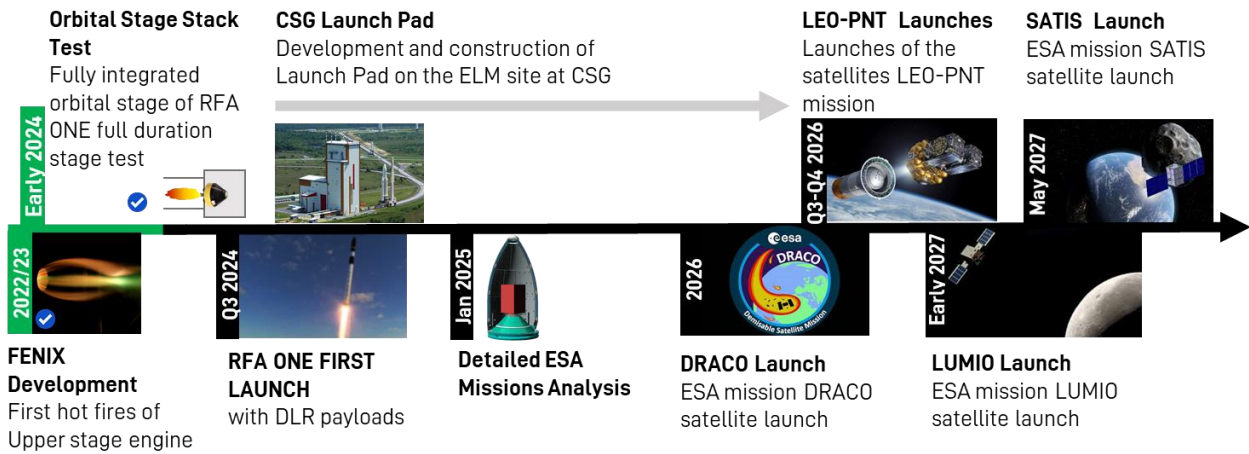 Orbital Stage Stack
Test
Fully integrated
orbital stage of RFA
ONE full duration
stage test
Early 2024
CSG Launch Pad
Development and construction of
Launch Pad on the ELM site at CSG
LEO-PNT Launches
Launches of the
satellites LEO-PNT
mission
Q3-Q4 2026
SATIS Launch
ESA mission SATIS
satellite launch
May 2027
2022/23
FENIX
Development
First hot fires of
Upper stage engine
Q3 2024
RFA ONE FIRST
LAUNCH
with DLR payloads
Jan 2025
Detailed ESA
Missions Analysis
2026
esa
DRACO
Demisable Satellite Mission
DRACO Launch
ESA mission DRACO
satellite launch
Early 2027
LUMIO Launch
ESA mission LUMIO
satellite launch